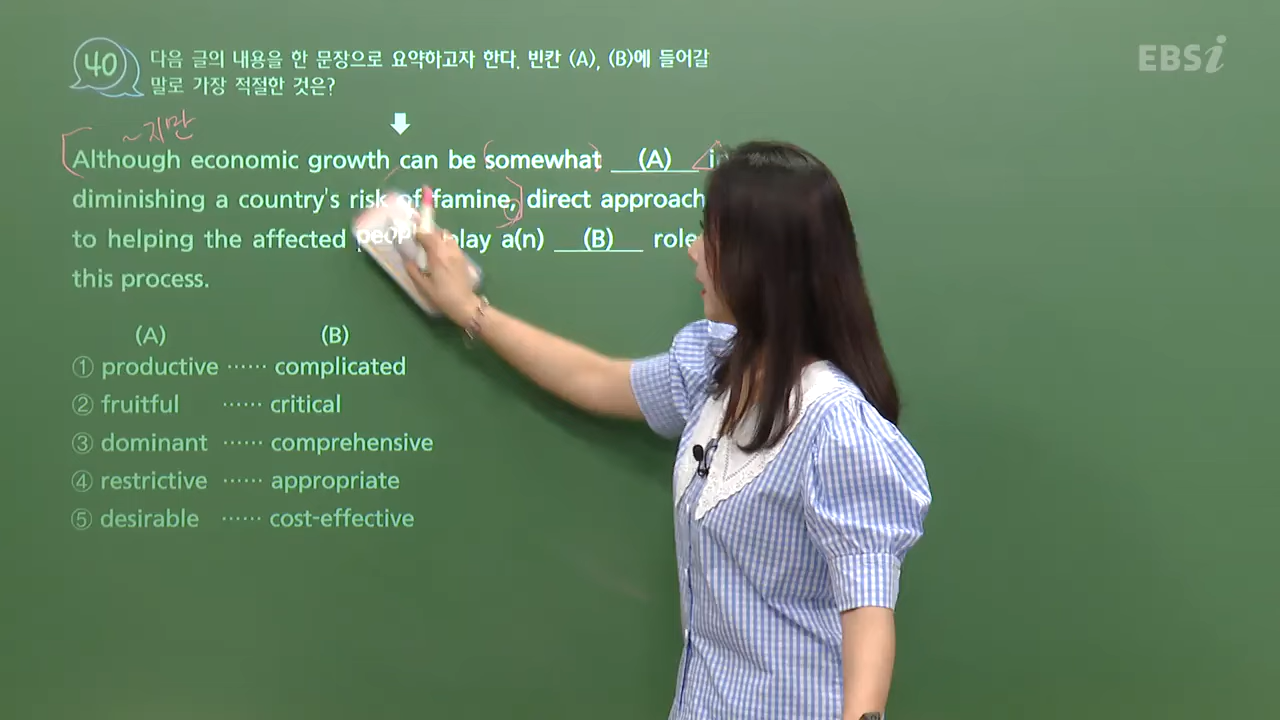 40
다음 글의 내용을 한 문장으로 요약하고자 한다. 빈칸 (A), (B)에 들어갈
말로 가장 적절한 것은?
EBSi
~지만
Although economic growth can be somewhat (A)
diminishing a country's risk of famine, direct approach
to helping the affected play a(n) (B)
this process.
(A) (B)
① productive ⋯⋯ complicated
② fruitful ⋯⋯ critical
③ dominant ⋯⋯ comprehensive
④ restrictive ⋯⋯ appropriate
⑤ desirable ⋯⋯ cost-effective